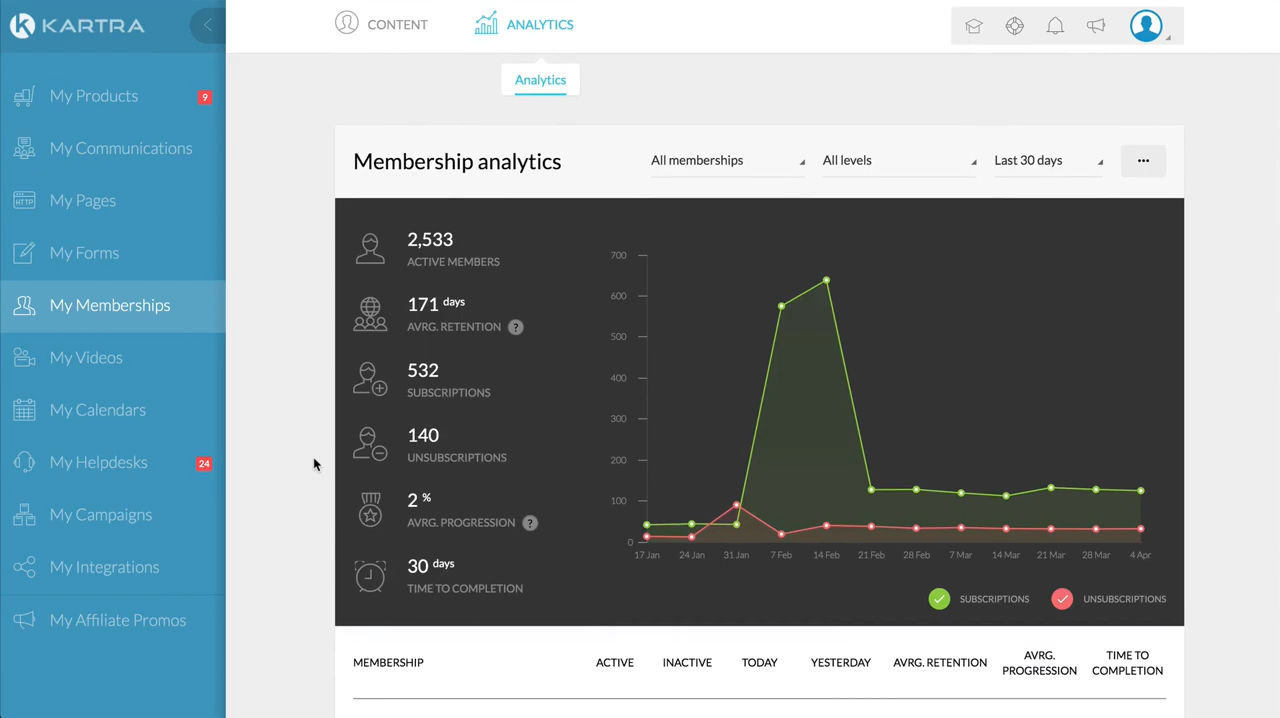 KARTRA
CONTENT
ANALYTICS
Analytics
My Products
9
My Communications
HTTP
My Pages
My Forms
My Memberships
My Videos
My Calendars
My Helpdesks
24
My Campaigns
My Integrations
My Affiliate Promos
Membership analytics
All memberships
All levels
Last 30 days
...
2,533
ACTIVE MEMBERS
171 days
AVRG. RETENTION ?
532
SUBSCRIPTIONS
140
UNSUBSCRIPTIONS
2 %
AVRG. PROGRESSION ?
30 days
TIME TO COMPLETION
700
600
500
400
300
200
100
0
17 Jan 24 Jan 31 Jan 7 Feb 14 Feb 21 Feb 28 Feb 7 Mar 14 Mar 21 Mar 28 Mar 4 Apr
SUBSCRIPTIONS UNSUBSCRIPTIONS
MEMBERSHIP
ACTIVE
INACTIVE
TODAY
YESTERDAY
AVRG. RETENTION
AVRG.
PROGRESSION
TIME TO
COMPLETION